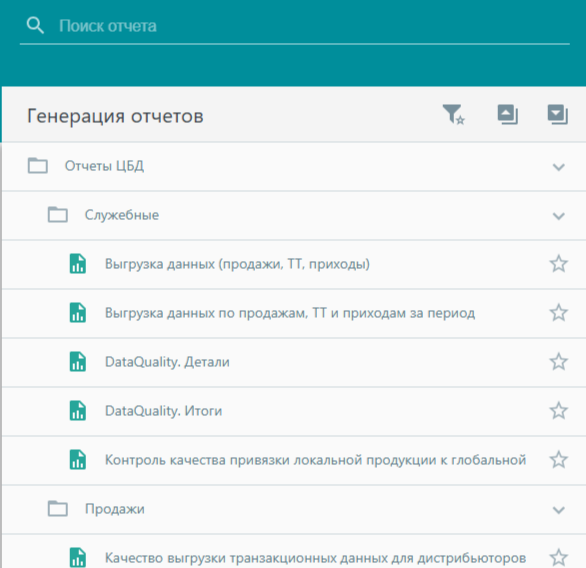 Поиск отчета
Генерация отчетов
Отчеты ЦБД
Служебные
Выгрузка данных (продажи, ТТ, приходы)
Выгрузка данных по продажам, ТТ и приходам за период
DataQuality. Детали
DataQuality. Итоги
Контроль качества привязки локальной продукции к глобальной
Продажи
Качество выгрузки транзакционных данных для дистрибьюторов